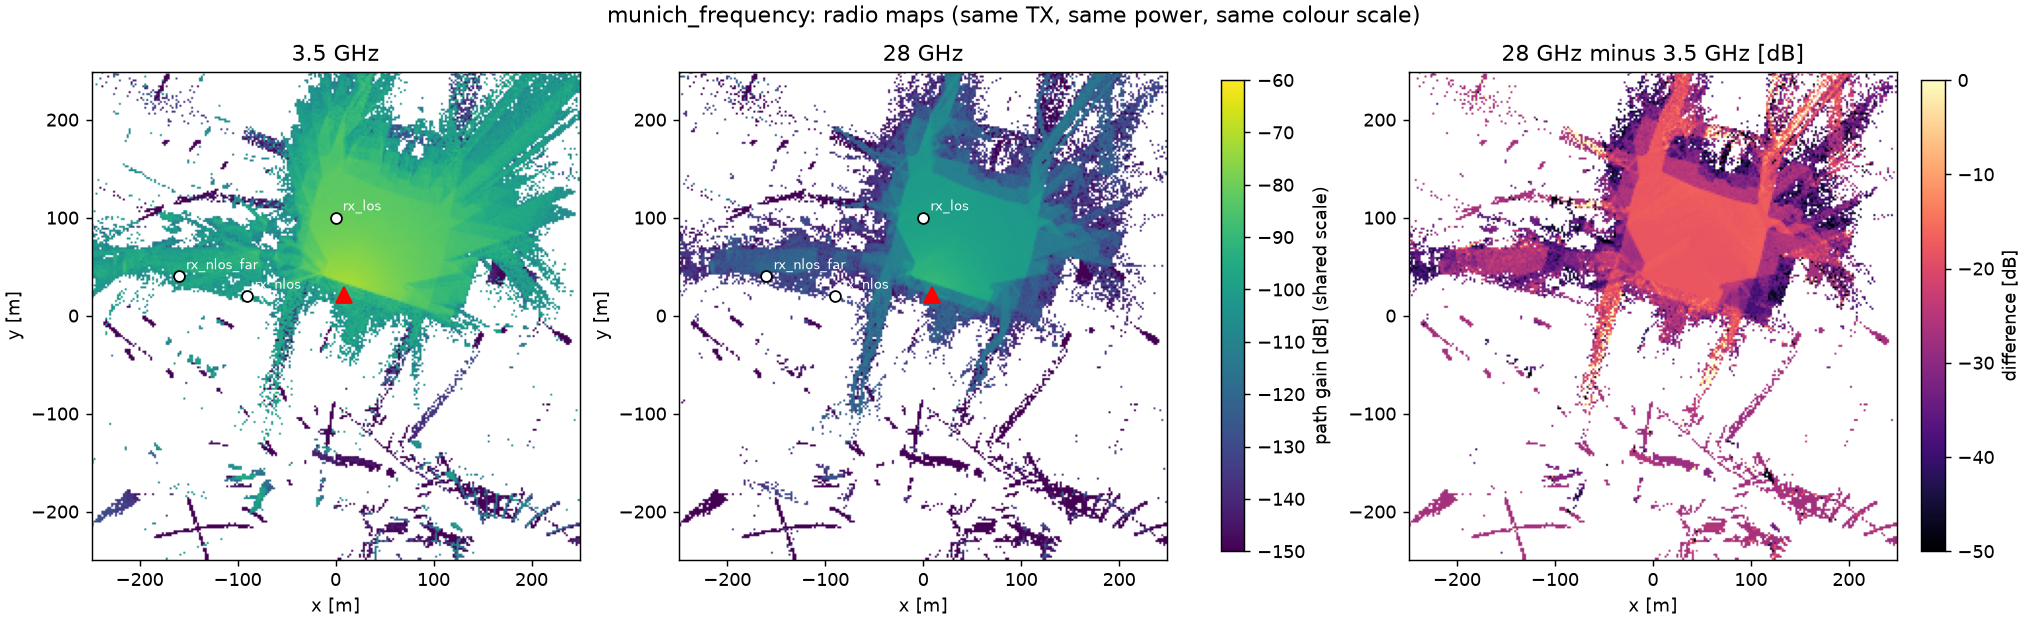 munich_frequency: radio maps (same TX, same power, same colour scale)
3.5 GHz
200
100
0
−100
−200
y [m]
−200
−100
0
100
200
x [m]
rx_los
rx_nlos_far
nlos
28 GHz
200
100
0
−100
−200
y [m]
−200
−100
0
100
200
x [m]
rx_los
rx_nlos_far
nlos
−60
−70
−80
−90
−100
−110
−120
−130
−140
−150
path gain [dB] (shared scale)
28 GHz minus 3.5 GHz [dB]
200
100
0
−100
−200
−200
−100
0
100
200
x [m]
0
−10
−20
−30
−40
−50
difference [dB]